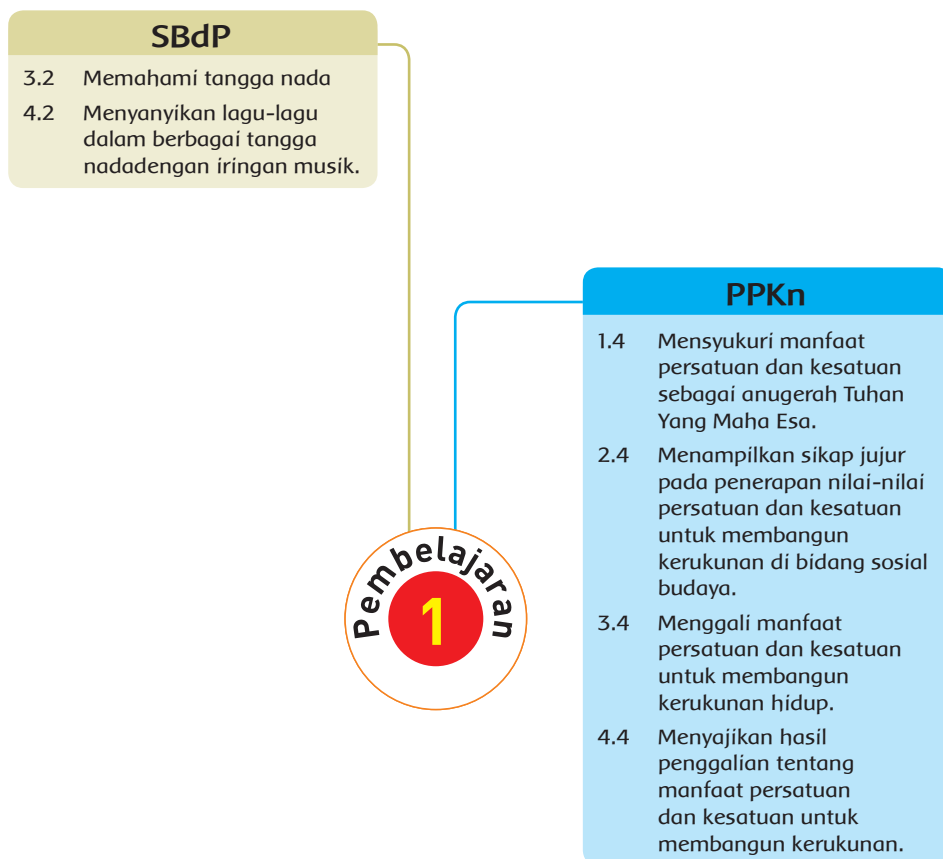 SBdP
3.2 Memahami tangga nada
4.2 Menyanyikan lagu-lagu
dalam berbagai tangga
nadadengan iringan musik.
PPKn
1.4 Mensyukuri manfaat
persatuan dan kesatuan
sebagai anugerah Tuhan
Yang Maha Esa.
2.4 Menampilkan sikap jujur
pada penerapan nilai-nilai
persatuan dan kesatuan
untuk membangun
kerukunan di bidang sosial
budaya.
3.4 Menggali manfaat
persatuan dan kesatuan
untuk membangun
kerukunan hidup.
4.4 Menyajikan hasil
penggalian tentang
manfaat persatuan
dan kesatuan untuk
membangun kerukunan.
Pembelajaran
1